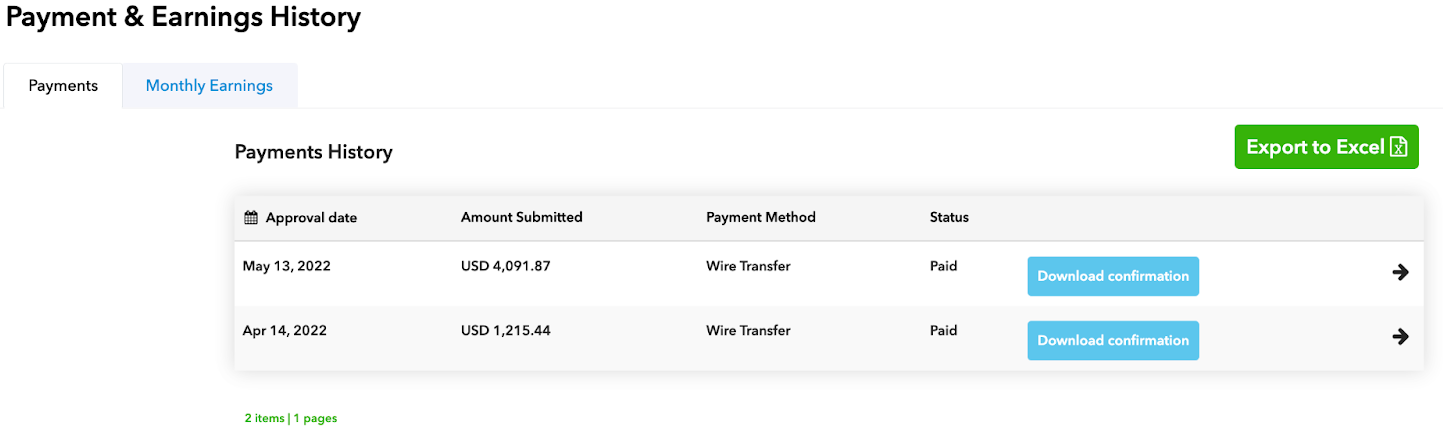 Payment & Earnings History
Payments Monthly Earnings
Payments History
Export to Excel
Approval date Amount Submitted Payment Method Status
May 13, 2022 USD 4,091.87 Wire Transfer Paid Download confirmation
Apr 14, 2022 USD 1,215.44 Wire Transfer Paid Download confirmation
2 items | 1 pages